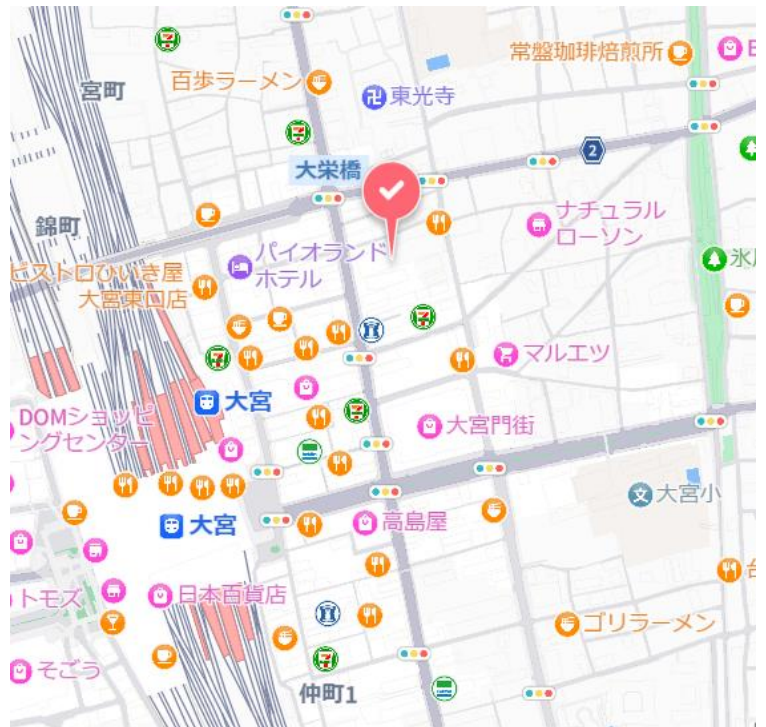 常盤珈琲焙煎所
百歩ラーメン
宮町
東光寺
2
大栄橋
ナチュラル
ローソン
錦町
パイオランド
ホテル
ビストロひいき屋
大宮東口店
マルエツ
大宮
DOMショッピ
ングセンター
大宮門街
大宮小
大宮
高島屋
日本百貨店
トモズ
ゴリラーメン
そごう
仲町1